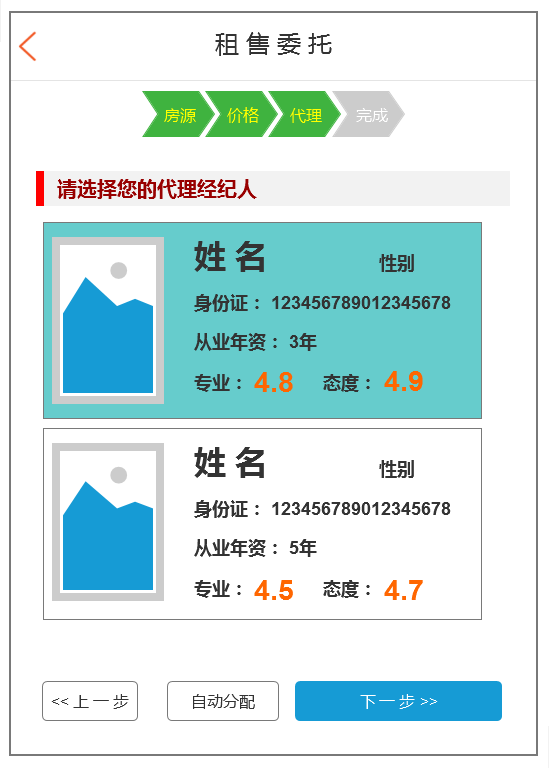 租售委托
房源 价格 代理 完成
请选择您的代理经纪人
姓 名 性别
身份证： 123456789012345678
从业年资： 3年
专业： 4.8 态度： 4.9
姓 名 性别
身份证： 123456789012345678
从业年资： 5年
专业： 4.5 态度： 4.7
<< 上一步 自动分配 下一步 >>